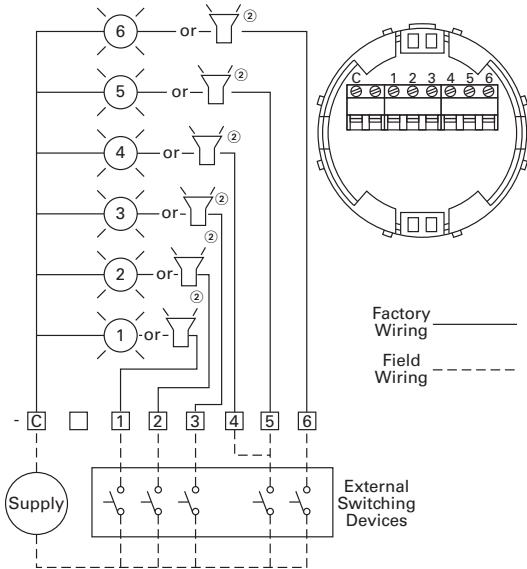 6 or ②
5 or ②
4 or ②
3 or ②
2 or ②
1 or ②
C 1 2 3 4 5 6
Factory
Wiring
Field
Wiring
- C 1 2 3 4 5 6
Supply
External
Switching
Devices